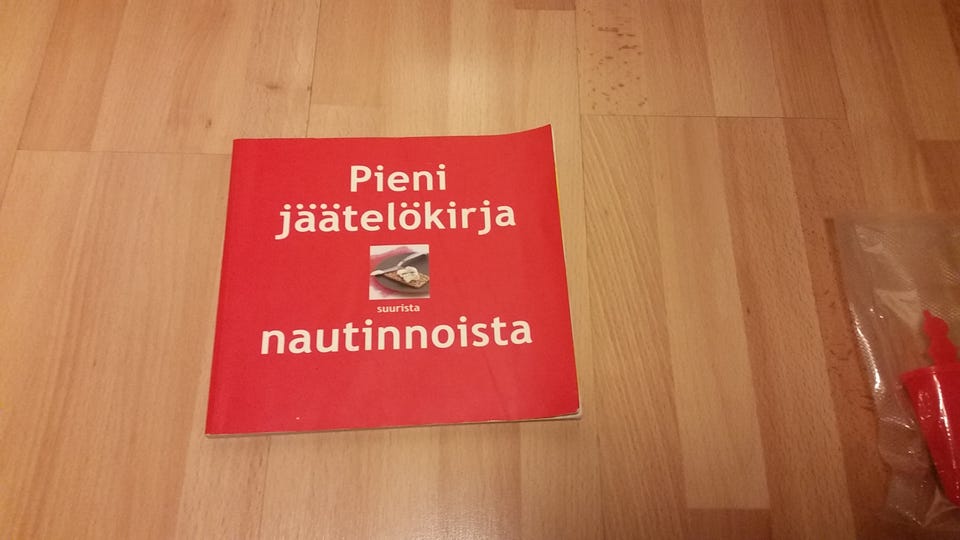 Pieni
jäätelökirja
suurista
nautinnoista